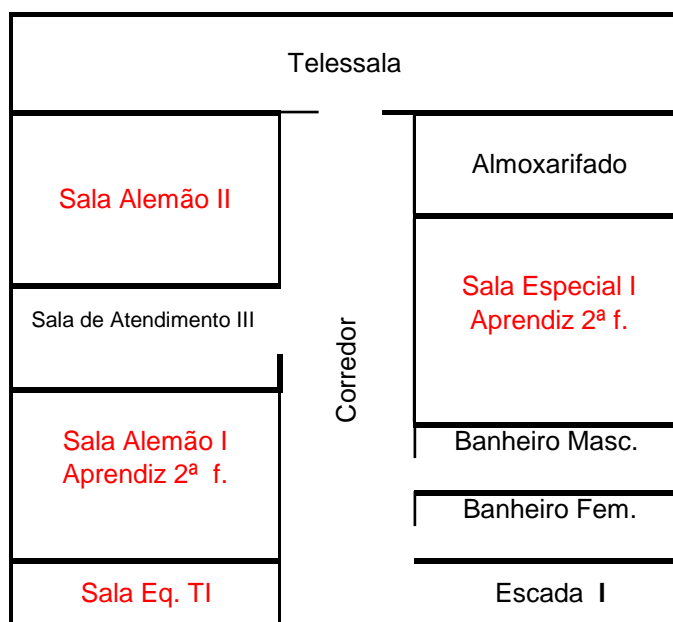 Telessala
Sala Alemão II
Almoxarifado
Sala de Atendimento III
Sala Especial I
Aprendiz 2ª f.
Corredor
Sala Alemão I
Aprendiz 2ª f.
Banheiro Masc.
Banheiro Fem.
Sala Eq. TI
Escada I